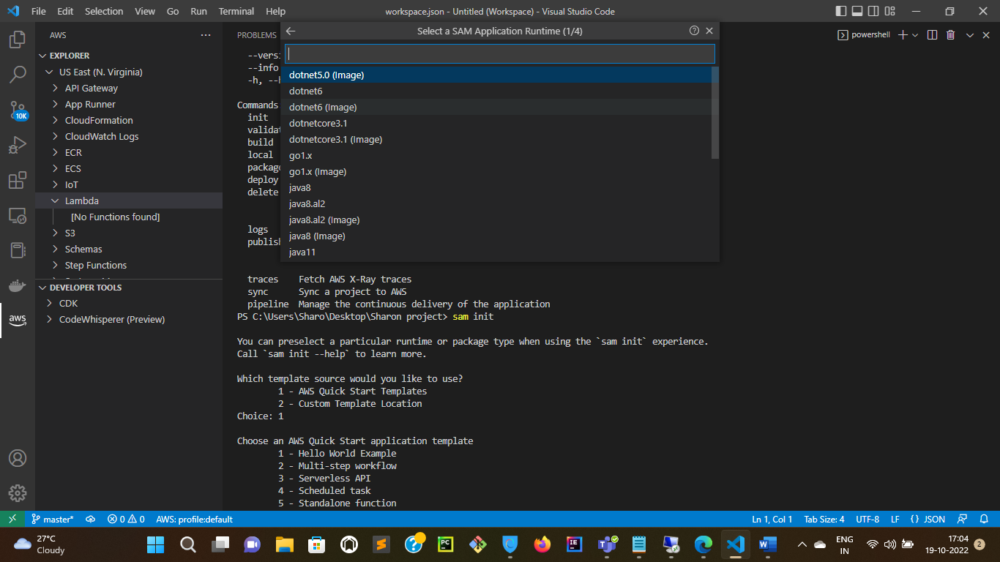 File Edit Selection View Go Run Terminal Help workspace.json - Untitled (Workspace) - Visual Studio Code
AWS
EXPLORER
US East (N. Virginia)
API Gateway
App Runner
CloudFormation
CloudWatch Logs
ECR
ECS
IoT
Lambda
[No Functions found]
S3
Schemas
Step Functions
DEVELOPER TOOLS
CDK
CodeWhisperer (Preview)
10K
aws
PROBLEMS
powershell
Select a SAM Application Runtime (1/4)
dotnet5.0 (Image)
dotnet6
dotnet6 (Image)
dotnetcore3.1
dotnetcore3.1 (Image)
go1.x
go1.x (Image)
java8
java8.al2
java8.al2 (Image)
java8 (Image)
java11
--versi
--info
-h, --h
Commands
init
validat
build
local
package
deploy
delete
logs
publish
traces Fetch AWS X-Ray traces
sync Sync a project to AWS
pipeline Manage the continuous delivery of the application
PS C:\Users\Sharo\Desktop\Sharon project> sam init
You can preselect a particular runtime or package type when using the `sam init` experience.
Call `sam init --help` to learn more.
Which template source would you like to use?
1 - AWS Quick Start Templates
2 - Custom Template Location
Choice: 1
Choose an AWS Quick Start application template
1 - Hello World Example
2 - Multi-step workflow
3 - Serverless API
4 - Scheduled task
5 - Standalone function
master* 0 0 AWS: profile:default Ln 1, Col 1 Tab Size: 4 UTF-8 LF {} JSON
27°C
Cloudy
ENG
IN
17:04
19-10-2022
2